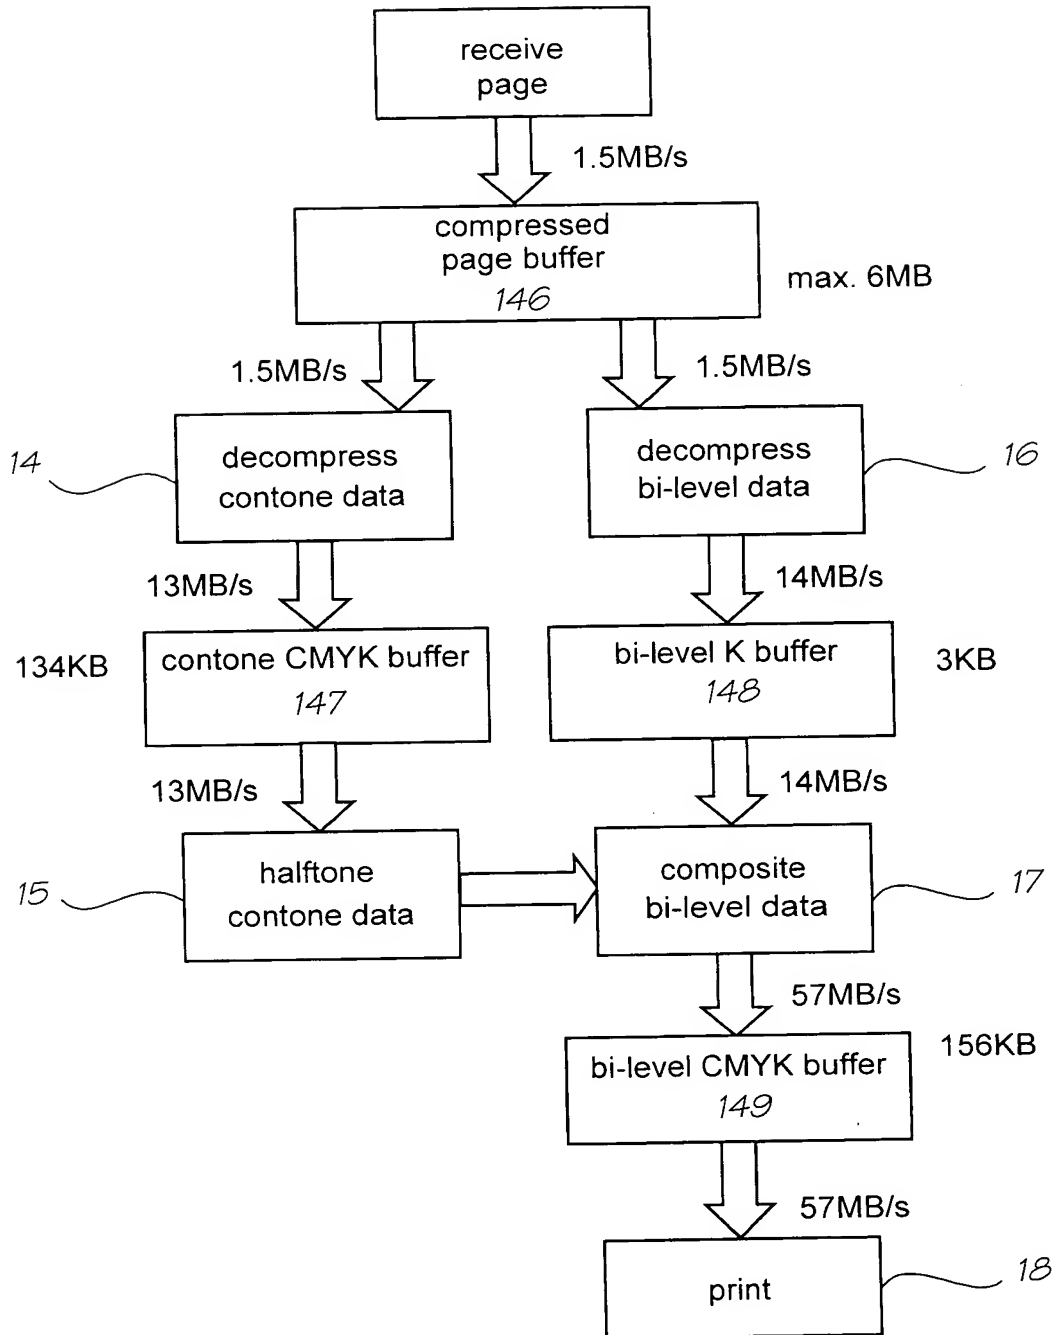 receive
page
1.5MB/s
compressed
page buffer
146
max. 6MB
1.5MB/s
1.5MB/s
14
decompress
contone data
decompress
bi-level data
16
13MB/s
14MB/s
134KB
contone CMYK buffer
147
bi-level K buffer
148
3KB
13MB/s
14MB/s
15
halftone
contone data
composite
bi-level data
17
57MB/s
bi-level CMYK buffer
149
156KB
57MB/s
print
18